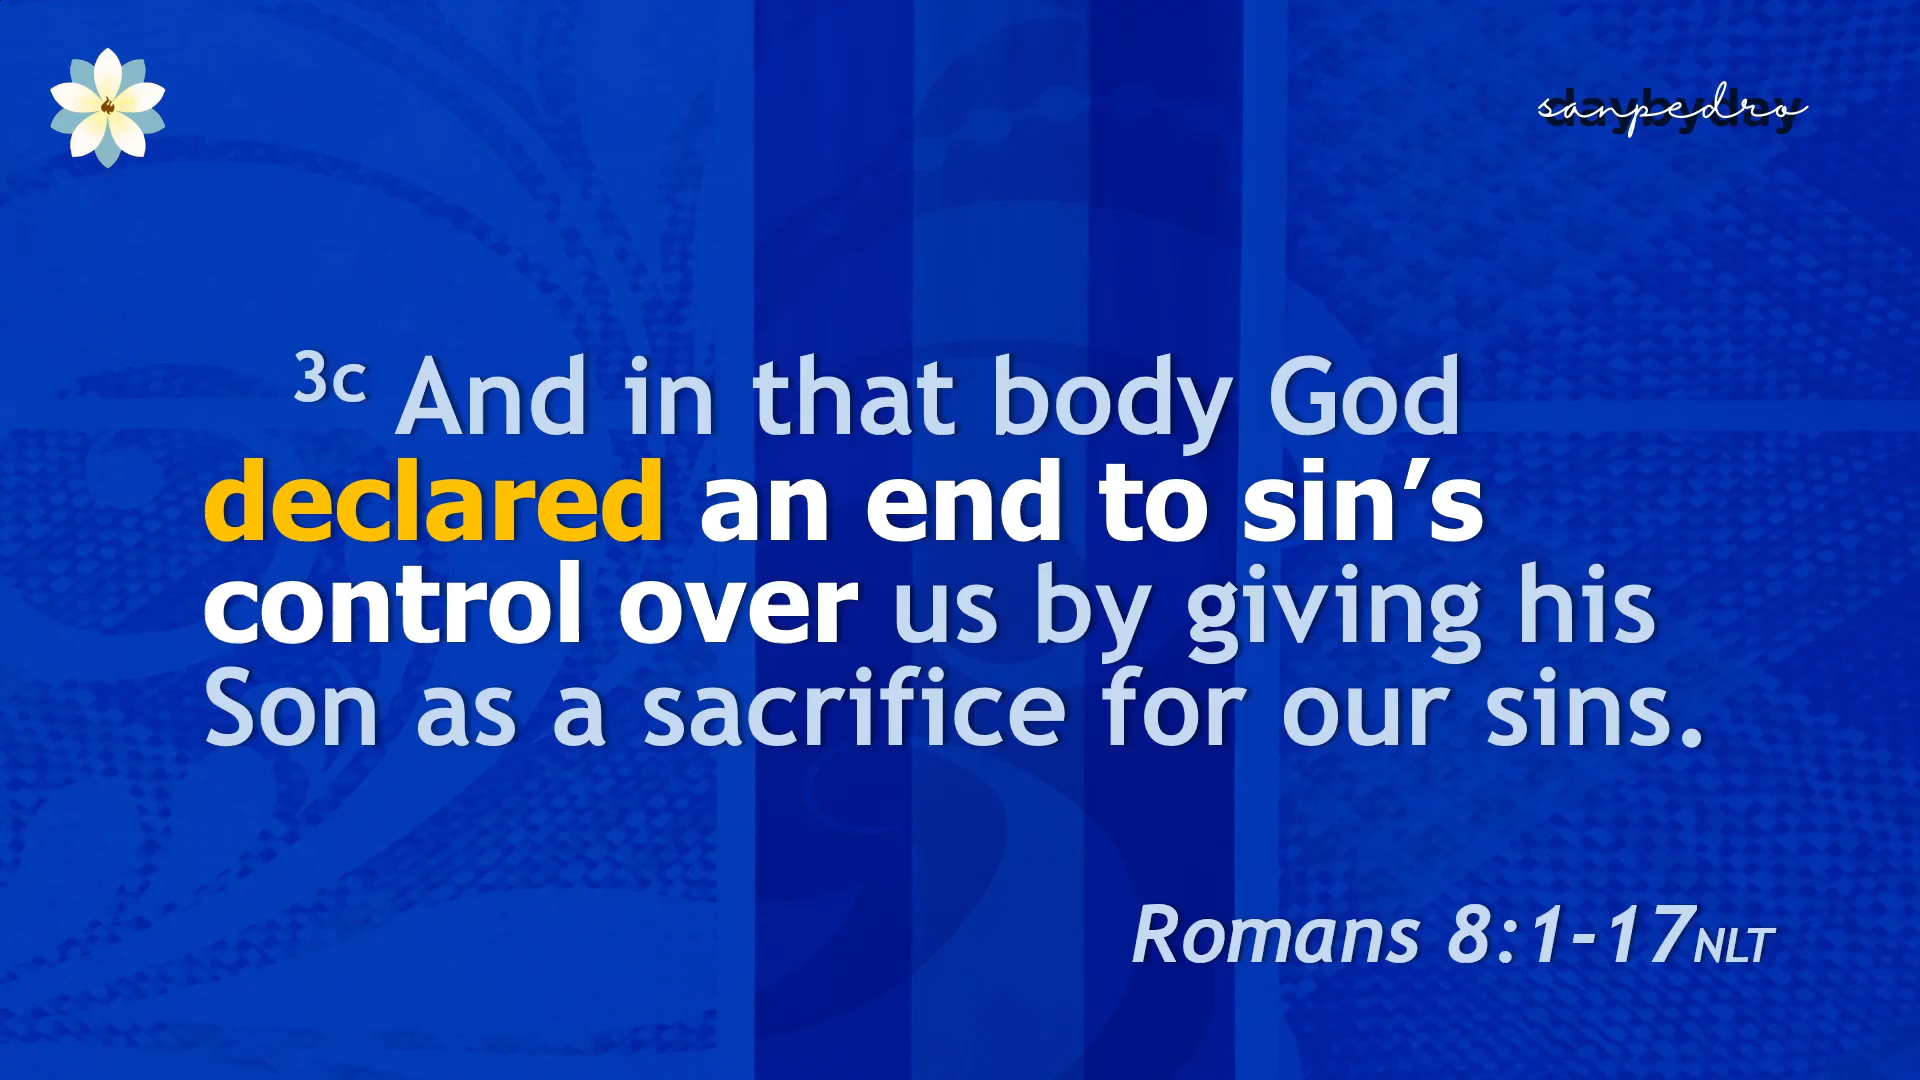 daybyday
sanpedro
3c And in that body God
declared an end to sin’s
control over us by giving his
Son as a sacrifice for our sins.
Romans 8:1-17NLT